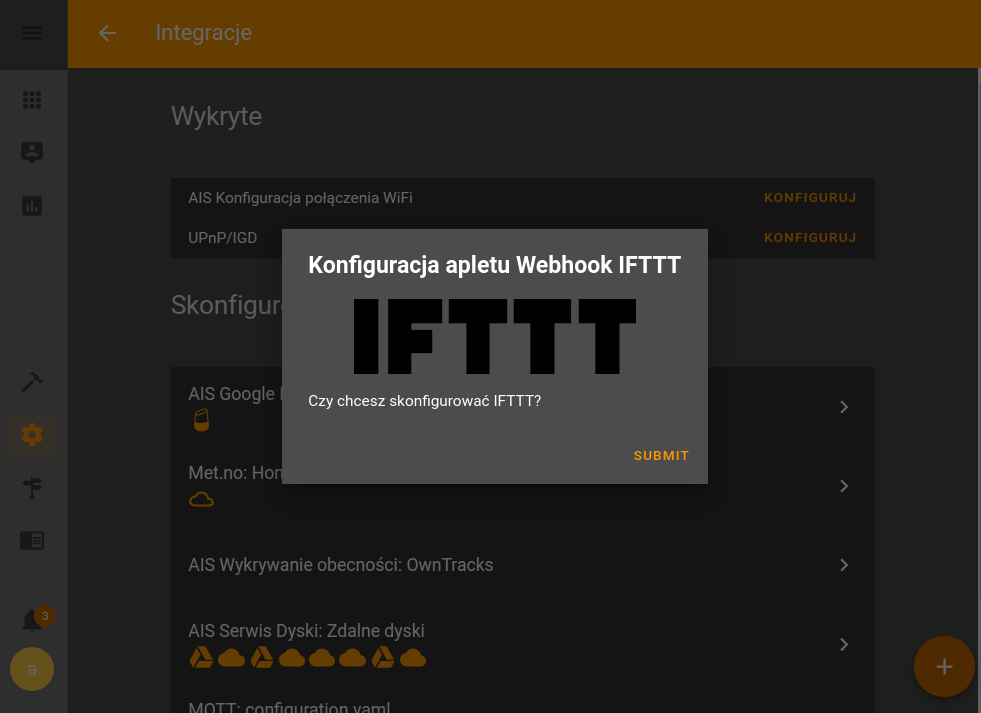 Integracje
Wykryte
AIS Konfiguracja połączenia WiFi
KONFIGURUJ
UPnP/IGD
KONFIGURUJ
Konfiguracja apletu Webhook IFTTT
IFTTT
Czy chcesz skonfigurować IFTTT?
SUBMIT
Skonfigur
AIS Google
Met.no: Hon
AIS Wykrywanie obecności: OwnTracks
AIS Serwis Dyski: Zdalne dyski
MQTT: configuration.yaml
3
a